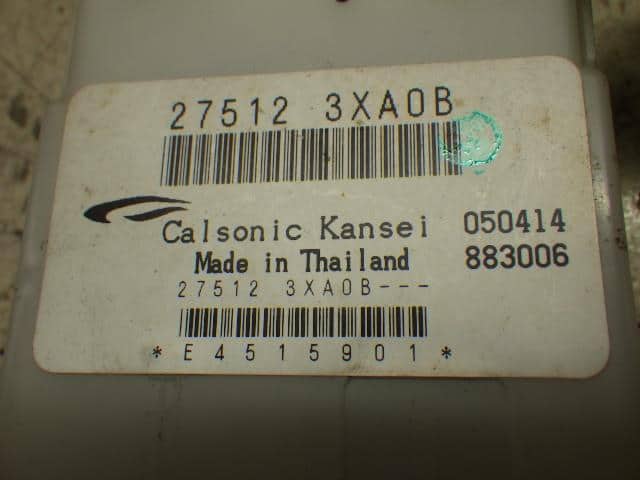 27512 3XA0B
Calsonic Kansei 050414
Made in Thailand 883006
27512 3XA0B---
*E4515901*